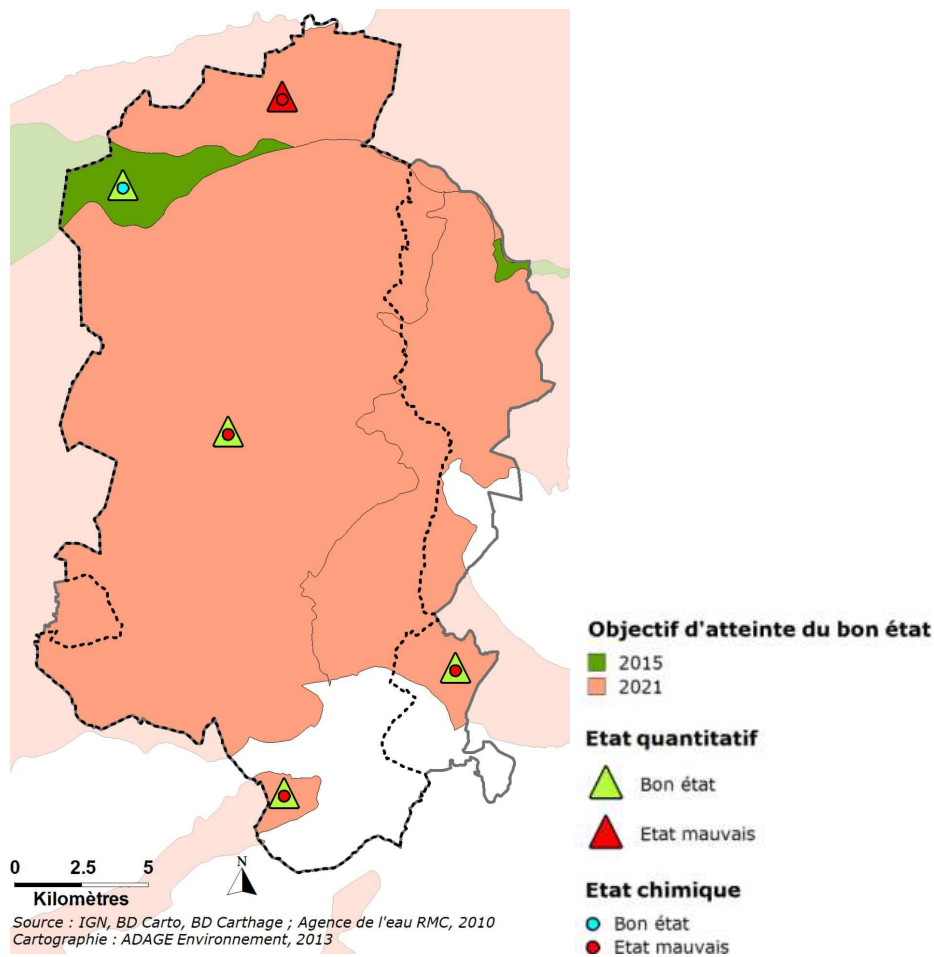 Objectif d'atteinte du bon état
2015
2021
Etat quantitatif
Bon état
Etat mauvais
Etat chimique
Bon état
Etat mauvais
N
0 2.5 5
Kilomètres
Source : IGN, BD Carto, BD Carthage ; Agence de l'eau RMC, 2010
Cartographie : ADAGE Environnement, 2013